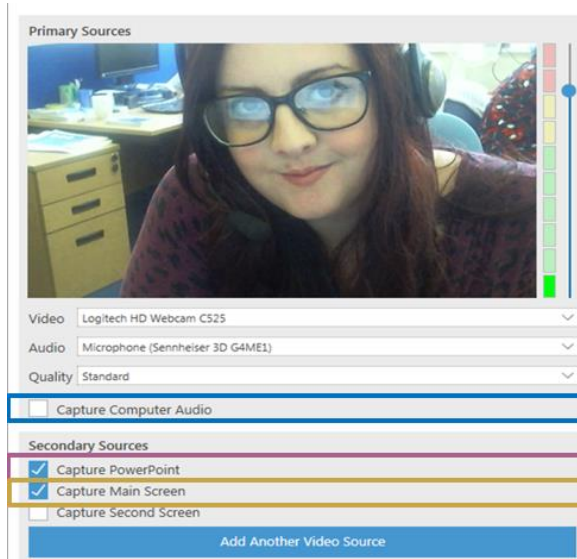 Primary Sources
Video Logitech HD Webcam C525
Audio Microphone (Sennheiser 3D G4ME1)
Quality Standard
Capture Computer Audio
Secondary Sources
Capture PowerPoint
Capture Main Screen
Capture Second Screen
Add Another Video Source